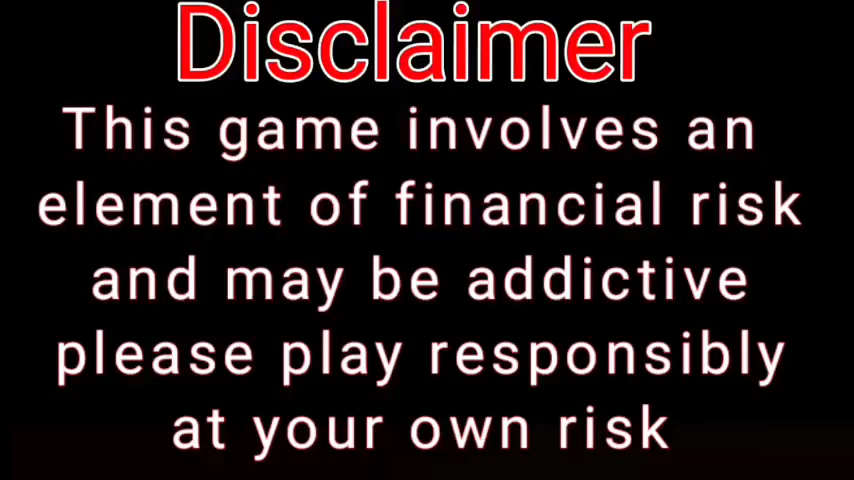 Disclaimer
This game involves an
element of financial risk
and may be addictive
please play responsibly
at your own risk